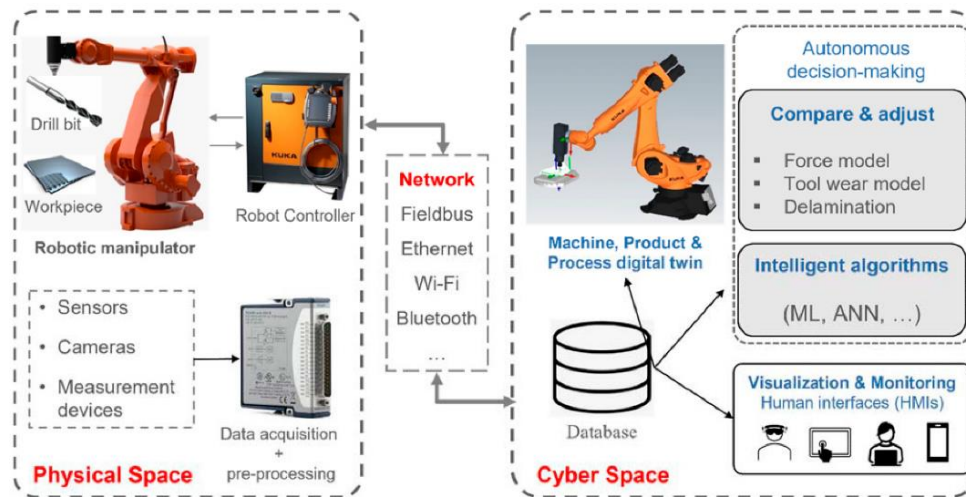 Drill bit
Workpiece
Robotic manipulator
KUKA
Robot Controller
• Sensors
• Cameras
• Measurement
devices
Data acquisition
+
pre-processing
Physical Space
Network
Fieldbus
Ethernet
Wi-Fi
Bluetooth
...
Machine, Product &
Process digital twin
Database
Cyber Space
Autonomous
decision-making
Compare & adjust
▪ Force model
▪ Tool wear model
▪ Delamination
Intelligent algorithms
(ML, ANN, …)
Visualization & Monitoring
Human interfaces (HMIs)